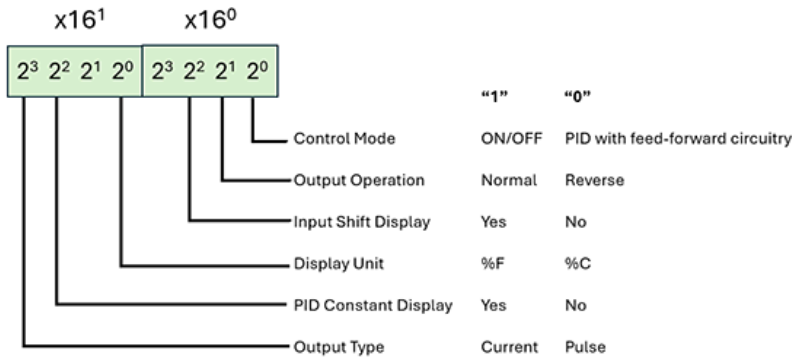 x16¹ x16⁰
2³ 2² 2¹ 2⁰ 2³ 2² 2¹ 2⁰
“1” “0”
Control Mode ON/OFF PID with feed-forward circuitry
Output Operation Normal Reverse
Input Shift Display Yes No
Display Unit %F %C
PID Constant Display Yes No
Output Type Current Pulse